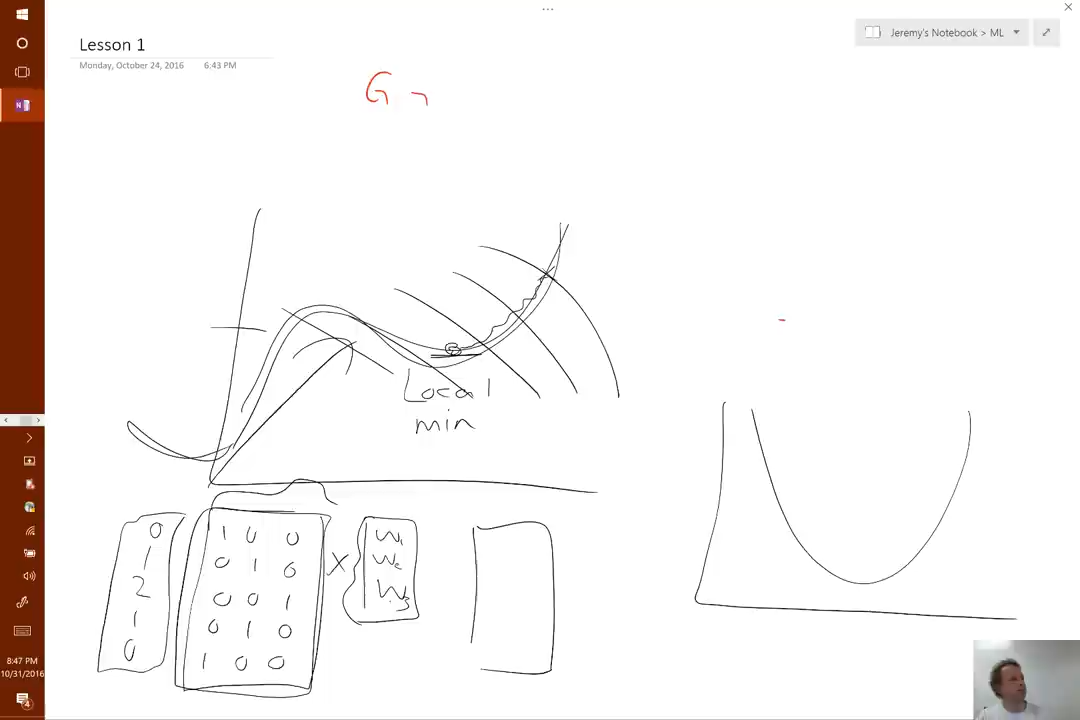 Jeremy's Notebook > ML
Lesson 1
Monday, October 24, 2016 6:43 PM
G
Local
min
0
1
2
1
0
1 0 0
0 1 0
0 0 1
0 1 0
1 0 0
X
W1
W2
W3
8:47 PM
10/31/2016
4